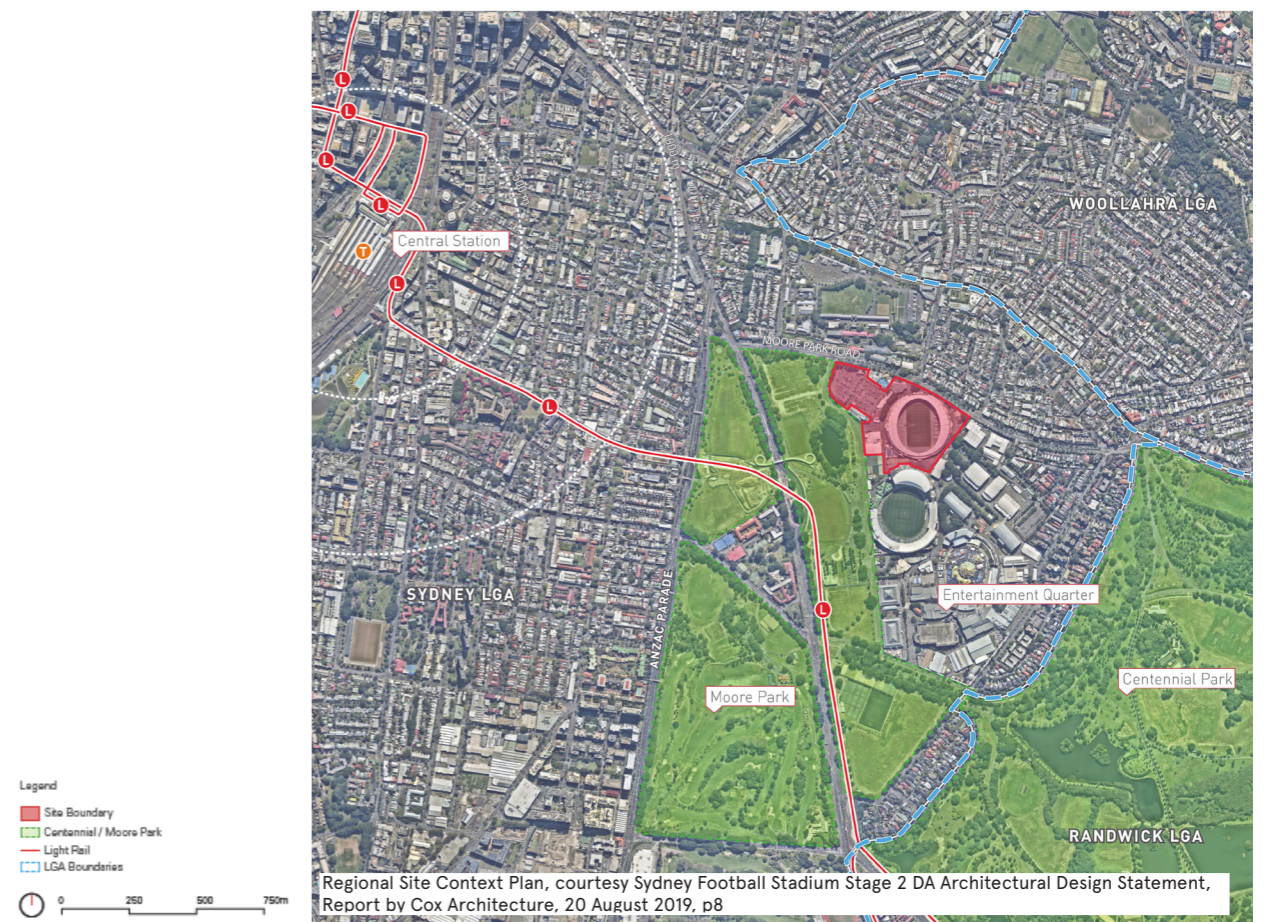 L
L
L
L
T
Central Station
L
400m
800m
WOOLLAHRA LGA
MOORE PARK ROAD
L
SYDNEY LGA
ANZAC PARADE
Entertainment Quarter
L
Moore Park
Centennial Park
RANDWICK LGA
Legend
Site Boundary
Centennial / Moore Park
Light Rail
LGA Boundaries
0 250 500 750m
Regional Site Context Plan, courtesy Sydney Football Stadium Stage 2 DA Architectural Design Statement,
Report by Cox Architecture, 20 August 2019, p8